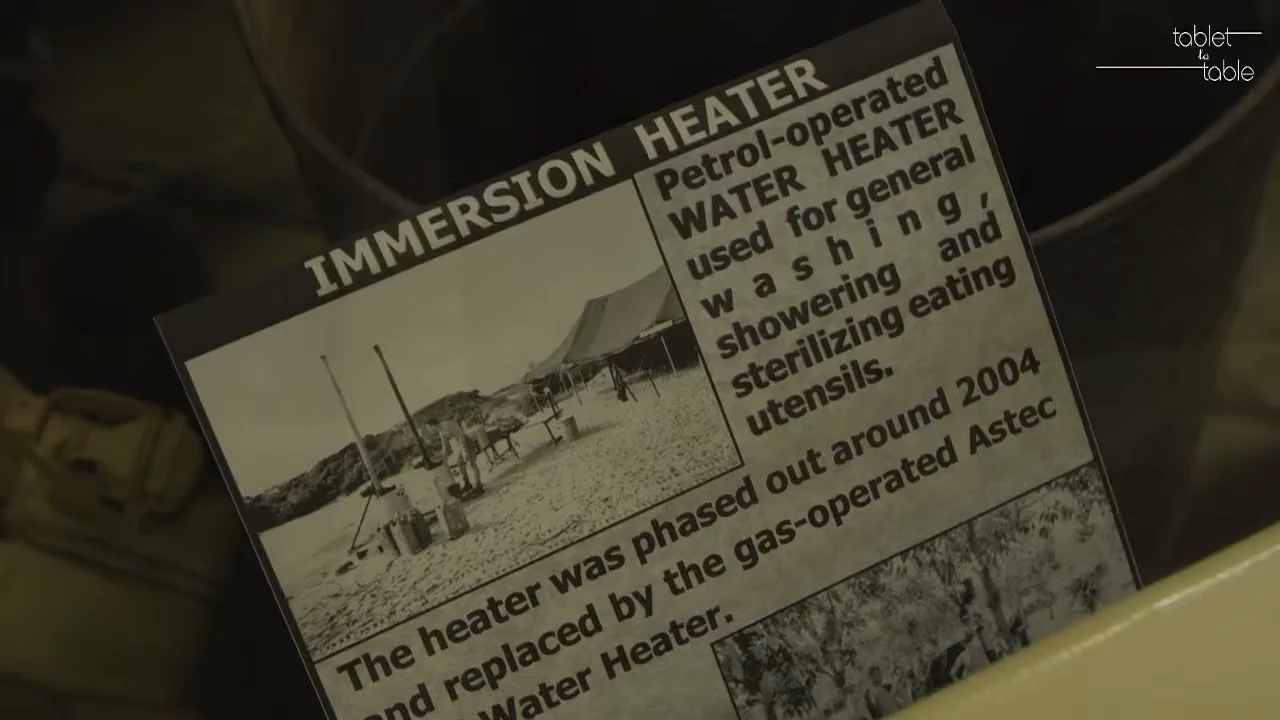 tablet
to
table
IMMERSION HEATER
Petrol-operated
WATER HEATER
used for general
washing,
showering and
sterilizing eating
utensils.
The heater was phased out around 2004
and replaced by the gas-operated Astec
Water Heater.